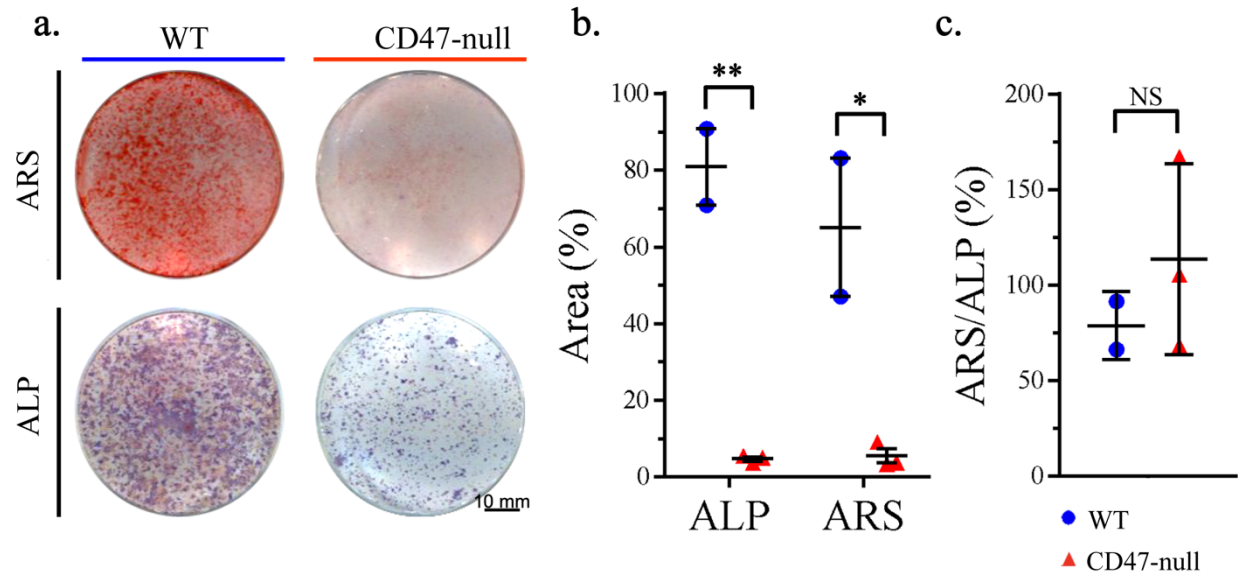 a.
WT
CD47-null
ARS
ALP
10 mm
b.
**
*
Area (%)
100
80
60
40
20
0
ALP
ARS
c.
NS
ARS/ALP (%)
200
150
100
50
0
WT
CD47-null